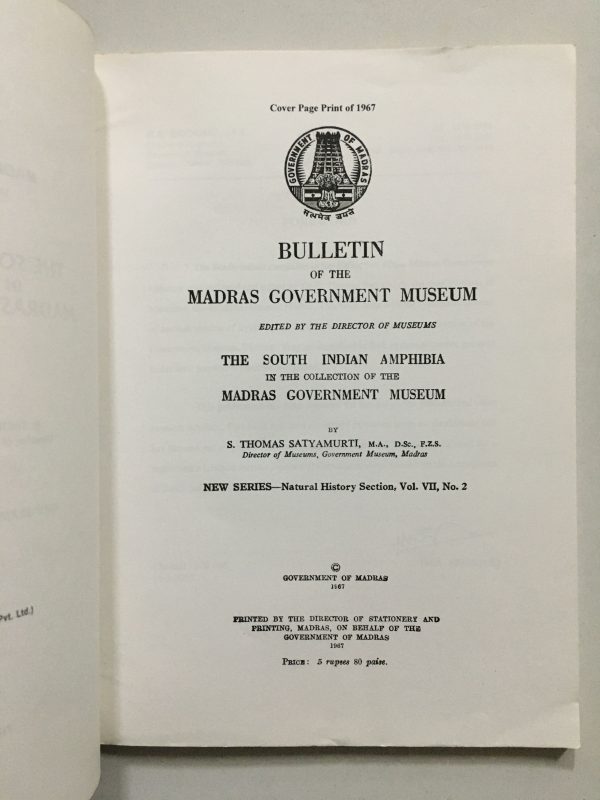 Cover Page Print of 1967
GOVERNMENT OF MADRAS
सत्यमेव जयते
BULLETIN
OF THE
MADRAS GOVERNMENT MUSEUM
EDITED BY THE DIRECTOR OF MUSEUMS
THE SOUTH INDIAN AMPHIBIA
IN THE COLLECTION OF THE
MADRAS GOVERNMENT MUSEUM
BY
S. THOMAS SATYAMURTI, M.A., D.Sc., F.Z.S.
Director of Museums, Government Museum, Madras
NEW SERIES—Natural History Section, Vol. VII, No. 2
©
GOVERNMENT OF MADRAS
1967
PRINTED BY THE DIRECTOR OF STATIONERY AND
PRINTING, MADRAS, ON BEHALF OF THE
GOVERNMENT OF MADRAS
1967
PRICE: 5 rupees 80 paise.
Pvt. Ltd.)